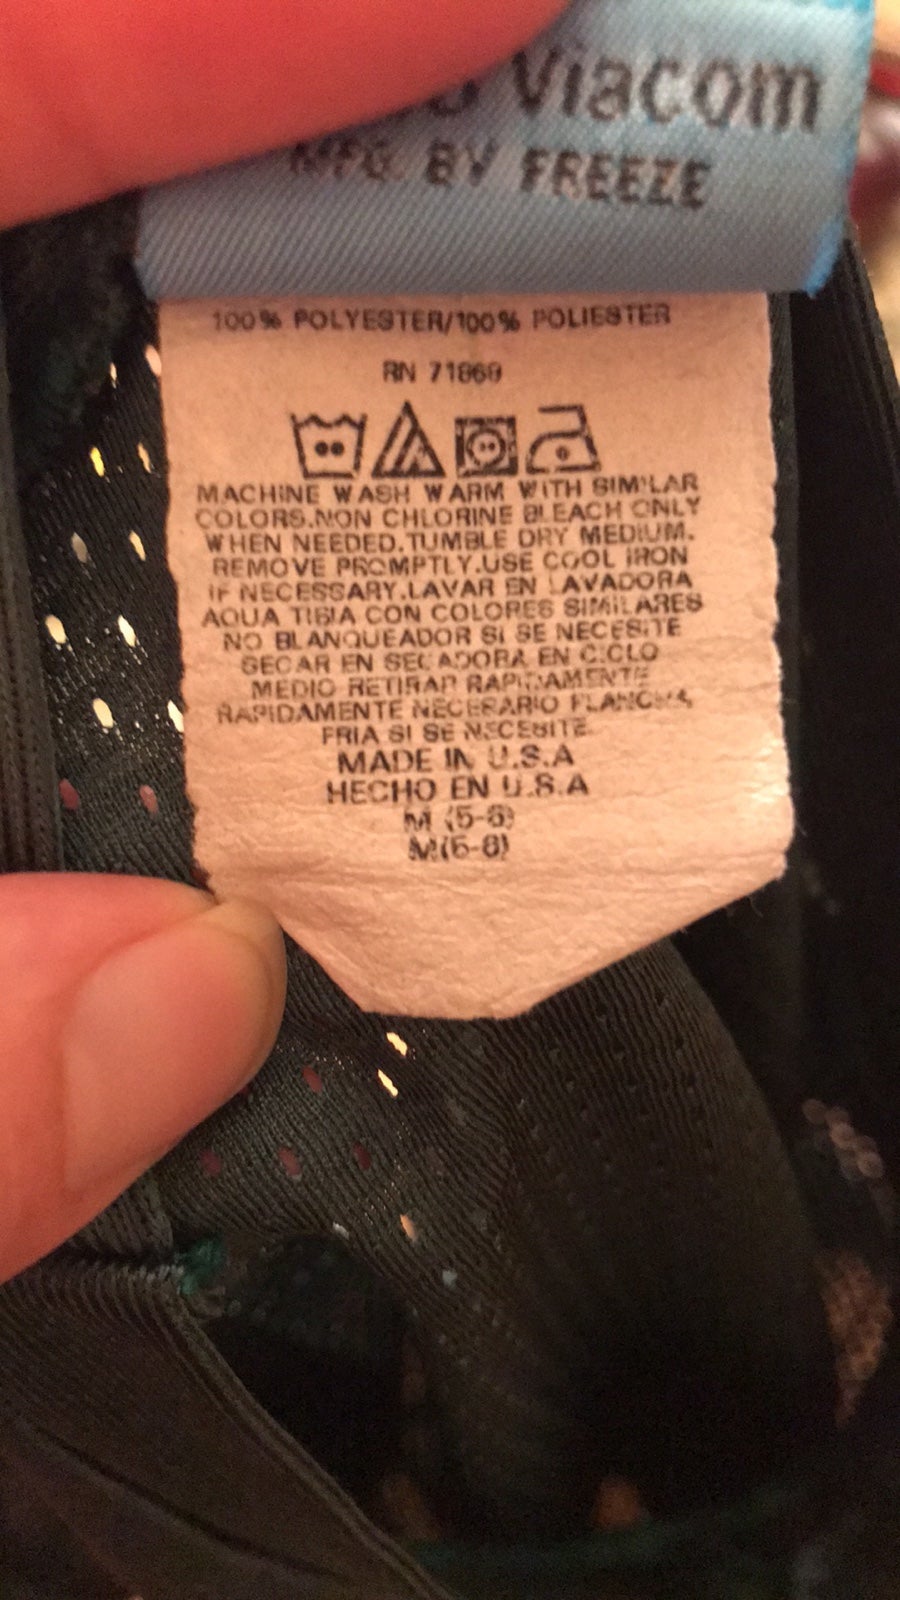 Viacom
MFG. BY FREEZE
100% POLYESTER/100% POLIESTER
RN 71869
MACHINE WASH WARM WITH SIMILAR
COLORS.NON CHLORINE BLEACH ONLY
WHEN NEEDED.TUMBLE DRY MEDIUM.
REMOVE PROMPTLY.USE COOL IRON
IF NECESSARY.LAVAR EN LAVADORA
AQUA TIBIA CON COLORES SIMILARES
NO BLANQUEADOR SI SE NECESITE
SECAR EN SECADORA EN CICLO
MEDIO RETIRAR RAPIDAMENTE
RAPIDAMENTE NECERARIO PLANCHA
FRIA SI SE NECESITE
MADE IN U.S.A
HECHO EN U.S.A
M (5-6)
M(5-6)